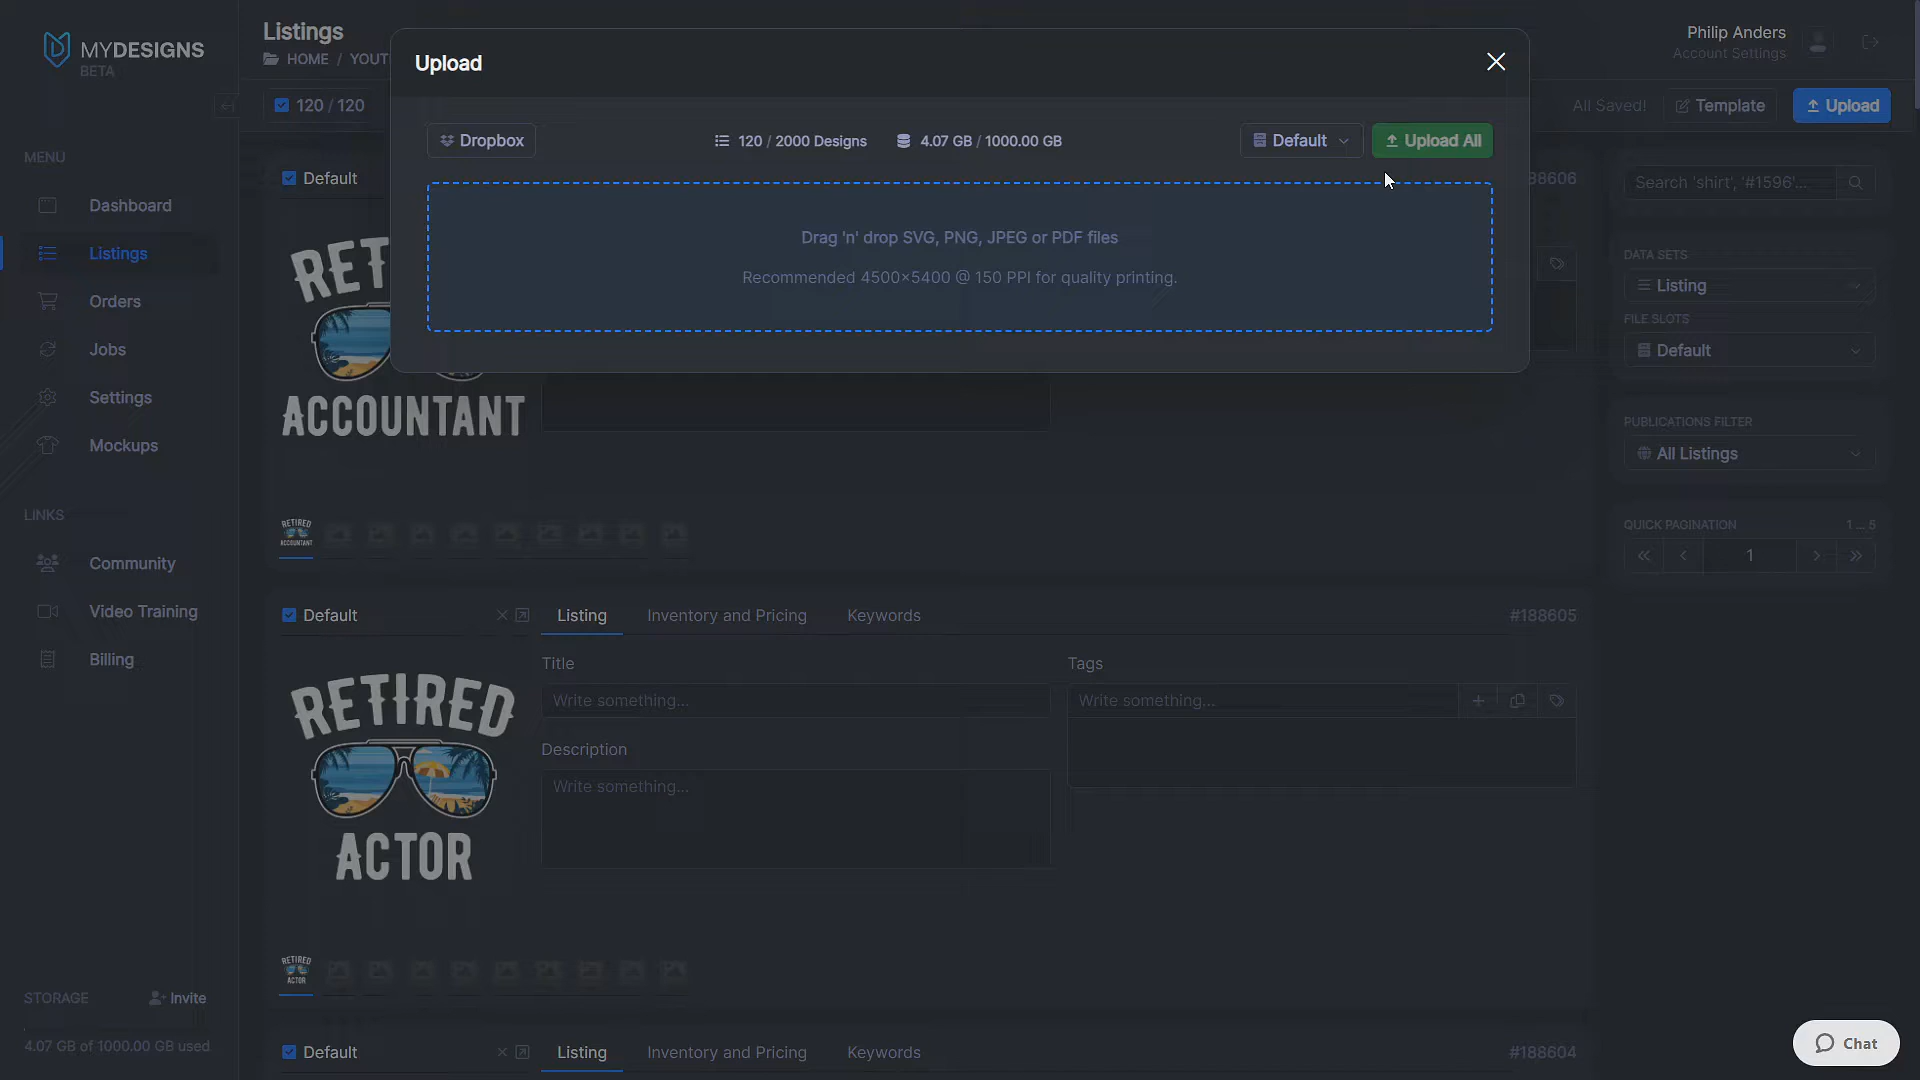 MYDESIGNS
BETA
MENU
Dashboard
Listings
Orders
Jobs
Settings
Mockups
LINKS
Community
Video Training
Billing
STORAGE
Invite
4.07 GB of 1000.00 GB used
Listings
HOME / YOUT
120 / 120
Philip Anders
Account Settings
All Saved!
Template
Upload
Upload
Dropbox
120 / 2000 Designs
4.07 GB / 1000.00 GB
Default
Upload All
Drag 'n' drop SVG, PNG, JPEG or PDF files
Recommended 4500×5400 @ 150 PPI for quality printing.
Default
88606
RET
ACCOUNTANT
RETIRED
ACCOUNTANT
Default
Listing
Inventory and Pricing
Keywords
#188605
RETIRED
ACTOR
Title
Write something...
Tags
Write something...
Description
Write something...
RETIRED
ACTOR
Default
Listing
Inventory and Pricing
Keywords
#188604
Search 'shirt', '#1596'...
DATA SETS
Listing
FILE SLOTS
Default
PUBLICATIONS FILTER
All Listings
QUICK PAGINATION
1 ... 5
1
Chat